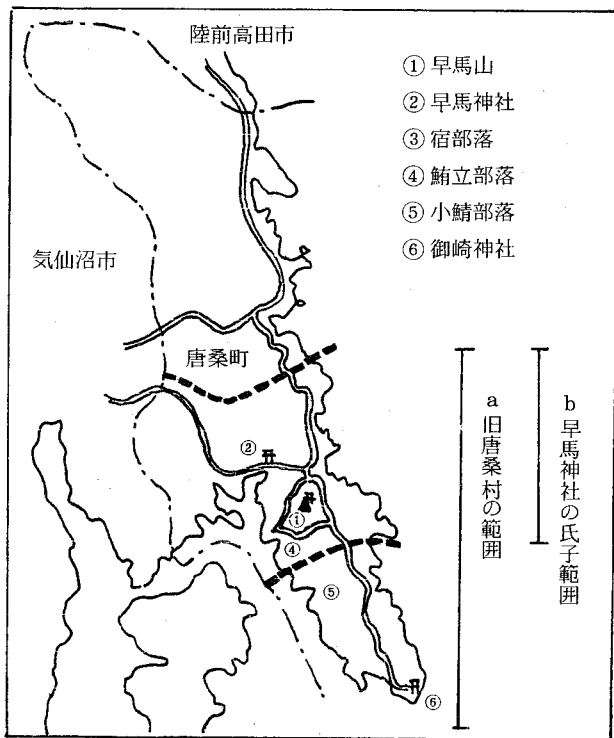 陸前高田市
① 早馬山
② 早馬神社
③ 宿部落
④ 鮪立部落
⑤ 小鯖部落
⑥ 御崎神社
気仙沼市
唐桑町
②
①
④
⑤
⑥
a 旧唐桑村の範囲
b 早馬神社の氏子範囲